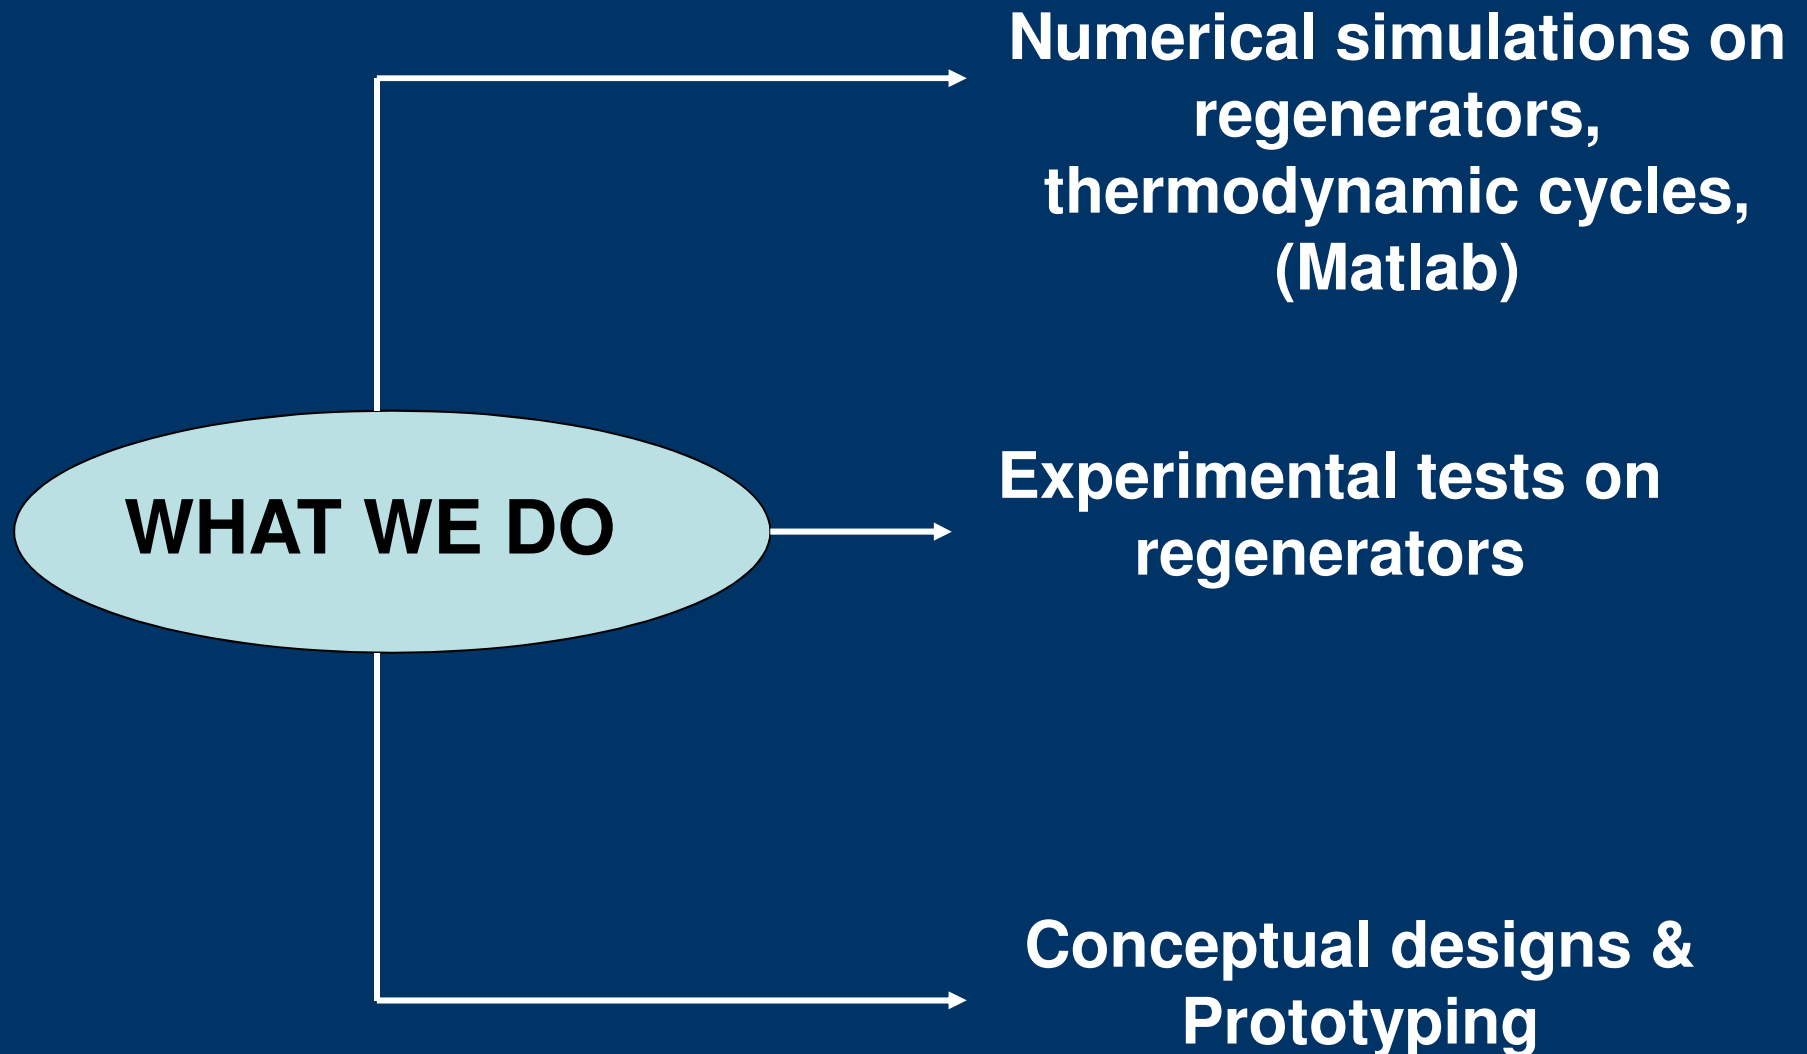 Numerical simulations on
regenerators,
thermodynamic cycles,
(Matlab)
WHAT WE DO
Experimental tests on
regenerators
Conceptual designs &
Prototyping